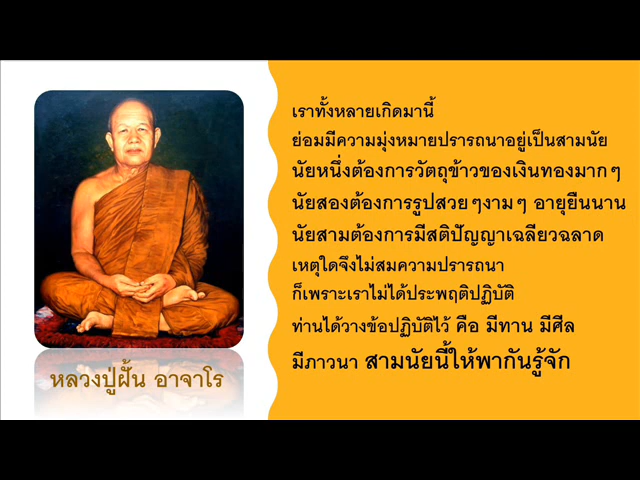 เราทั้งหลายเกิดมานี้
ย่อมมีความมุ่งหมายปรารถนาอยู่เป็นสามนัย
นัยหนึ่งต้องการวัตถุข้าวของเงินทองมากๆ
นัยสองต้องการรูปสวยๆงามๆ อายุยืนนาน
นัยสามต้องการมีสติปัญญาเฉลียวฉลาด
เหตุใดจึงไม่สมความปรารถนา
ก็เพราะเราไม่ได้ประพฤติปฏิบัติ
ท่านได้วางข้อปฏิบัติไว้ คือ มีทาน มีศีล
มีภาวนา สามนัยนี้ให้พากันรู้จัก
หลวงปู่ฝั้น อาจาโร